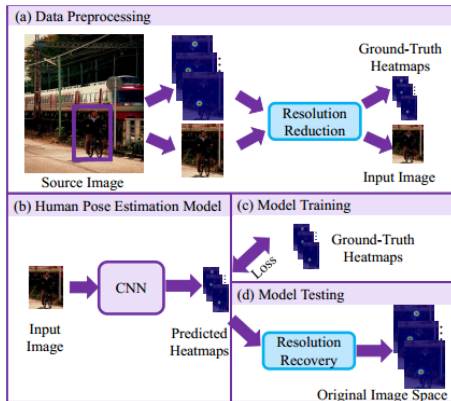 (a) Data Preprocessing
Ground-Truth
Heatmaps
Resolution
Reduction
Source Image
Input Image
(b) Human Pose Estimation Model
CNN
Input
Image
Predicted
Heatmaps
(c) Model Training
Loss
Ground-Truth
Heatmaps
(d) Model Testing
Resolution
Recovery
Original Image Space